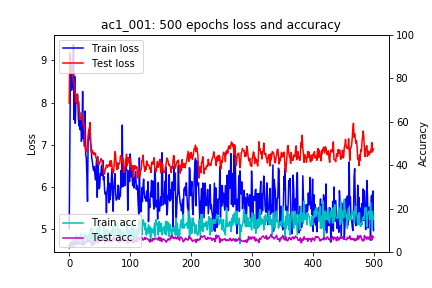 ac1_001: 500 epochs loss and accuracy
Train loss
Test loss
Train acc
Test acc
Loss
Accuracy
9
8
7
6
5
100
80
60
40
20
0
0
100
200
300
400
500